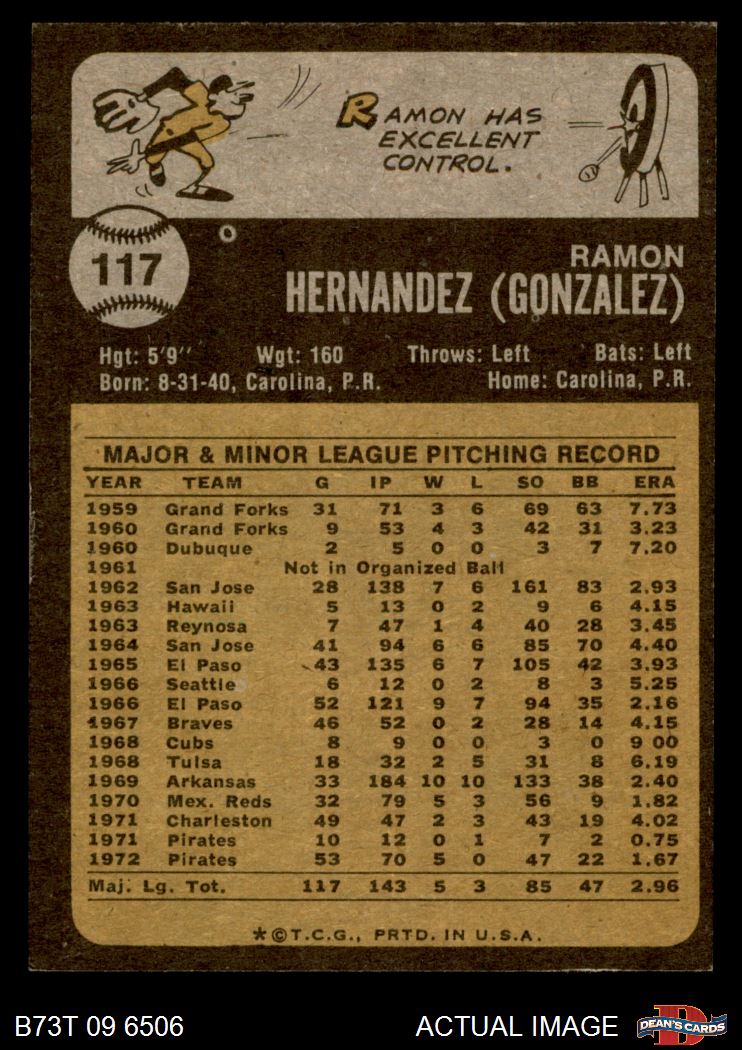 RAMON HAS
EXCELLENT
CONTROL.
117
RAMON
HERNANDEZ (GONZALEZ)
Hgt: 5'9" Wgt: 160 Throws: Left Bats: Left
Born: 8-31-40, Carolina, P.R. Home: Carolina, P.R.
MAJOR & MINOR LEAGUE PITCHING RECORD
YEAR TEAM G IP W L SO BB ERA
1959 Grand Forks 31 71 3 6 69 63 7.73
1960 Grand Forks 9 53 4 3 42 31 3.23
1960 Dubuque 2 5 0 0 3 7 7.20
1961 Not in Organized Ball
1962 San Jose 28 138 7 6 161 83 2.93
1963 Hawaii 5 13 0 2 9 6 4.15
1963 Reynosa 7 47 1 4 40 28 3.45
1964 San Jose 41 94 6 6 85 70 4.40
1965 El Paso 43 135 6 7 105 42 3.93
1966 Seattle 6 12 0 2 8 3 5.25
1966 El Paso 52 121 9 7 94 35 2.16
1967 Braves 46 52 0 2 28 14 4.15
1968 Cubs 8 9 0 0 3 0 9 00
1968 Tulsa 18 32 2 5 31 8 6.19
1969 Arkansas 33 184 10 10 133 38 2.40
1970 Mex. Reds 32 79 5 3 56 9 1.82
1971 Charleston 49 47 2 3 43 19 4.02
1971 Pirates 10 12 0 1 7 2 0.75
1972 Pirates 53 70 5 0 47 22 1.67
Maj. Lg. Tot. 117 143 5 3 85 47 2.96
*©T.C.G., PRTD. IN U.S.A.
B73T 09 6506 ACTUAL IMAGE DEAN'S CARDS